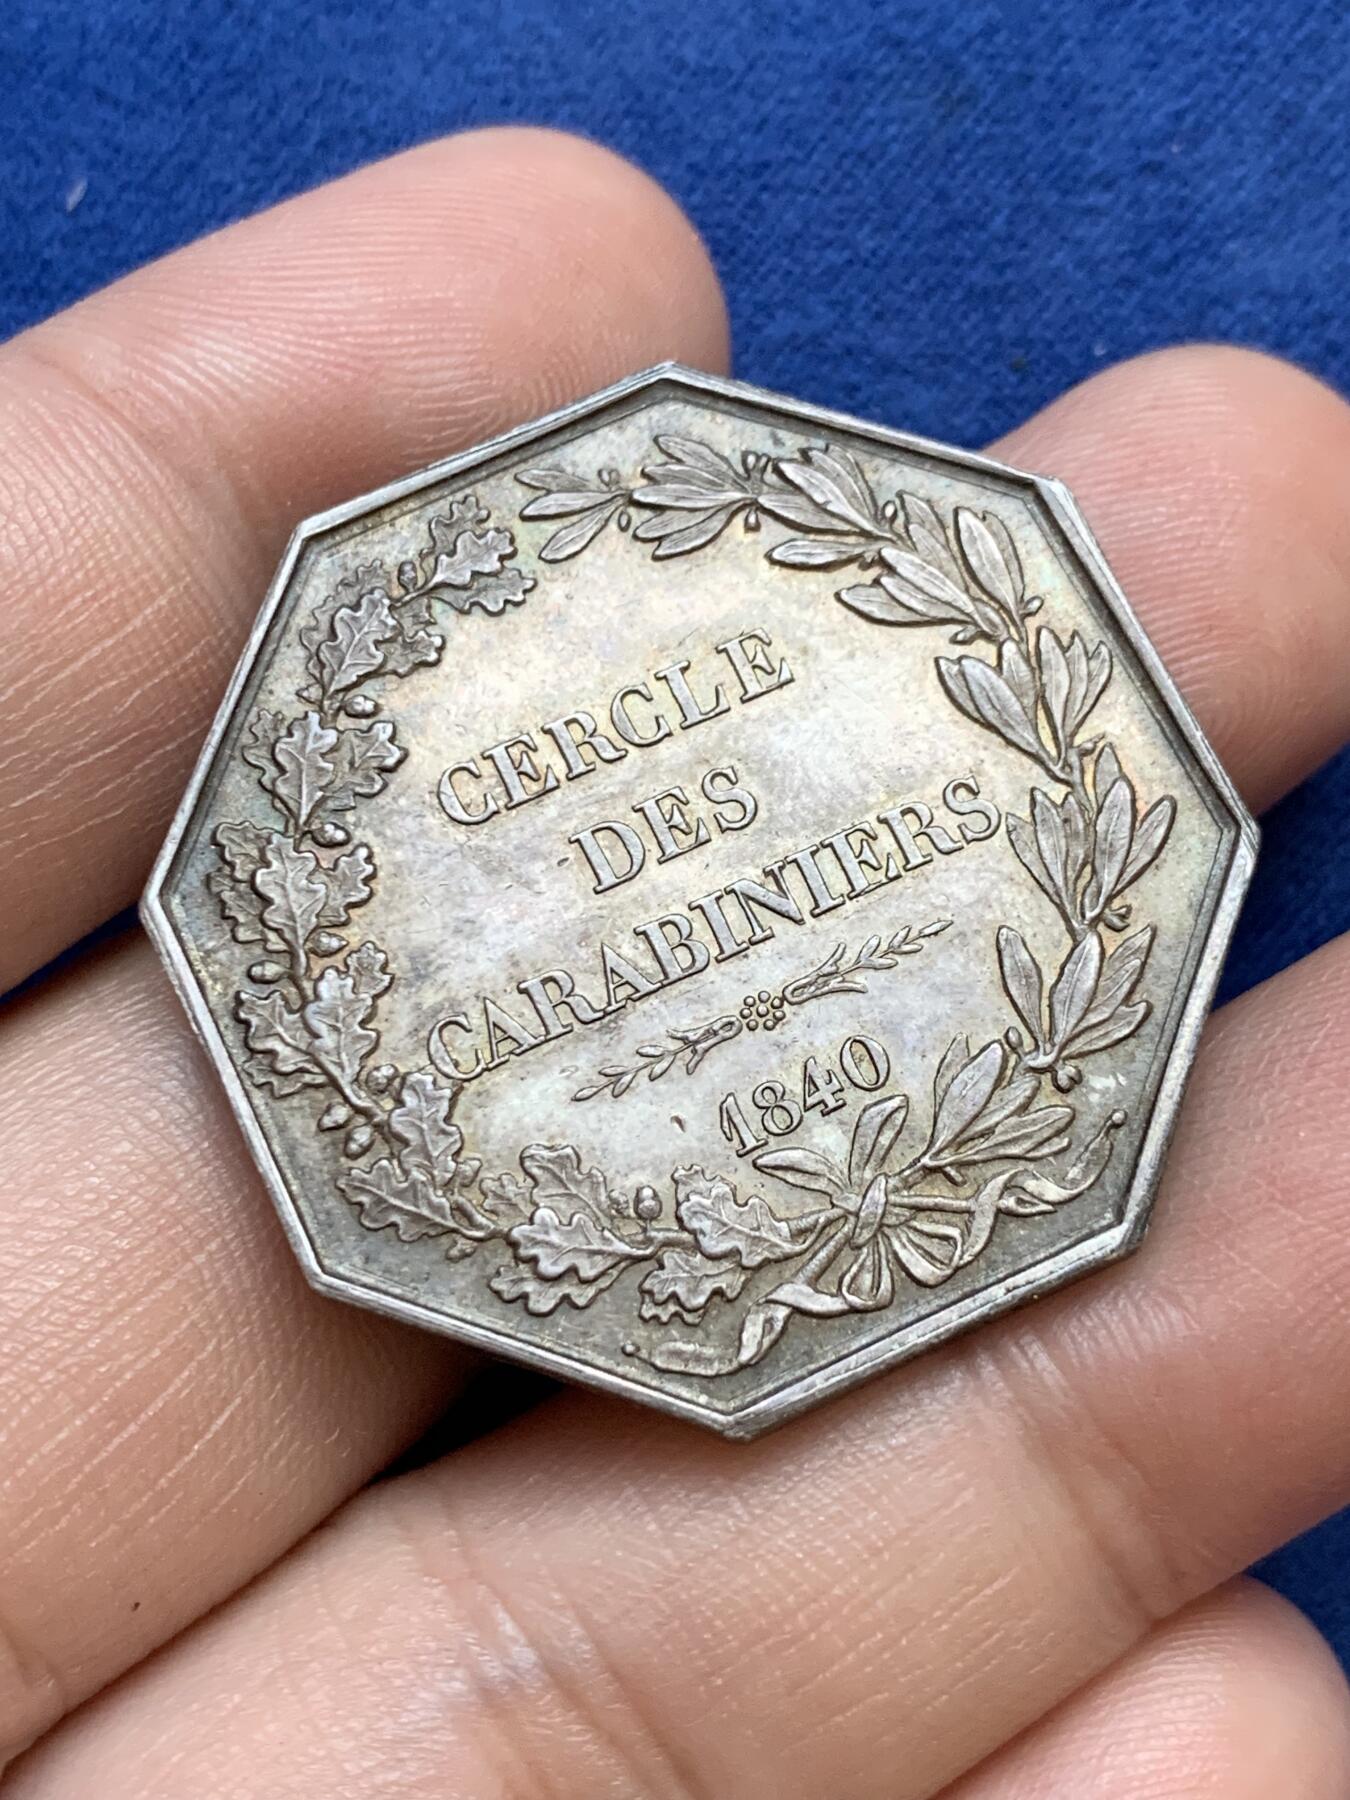 CERCLE
DES
CARABINIERS
1840